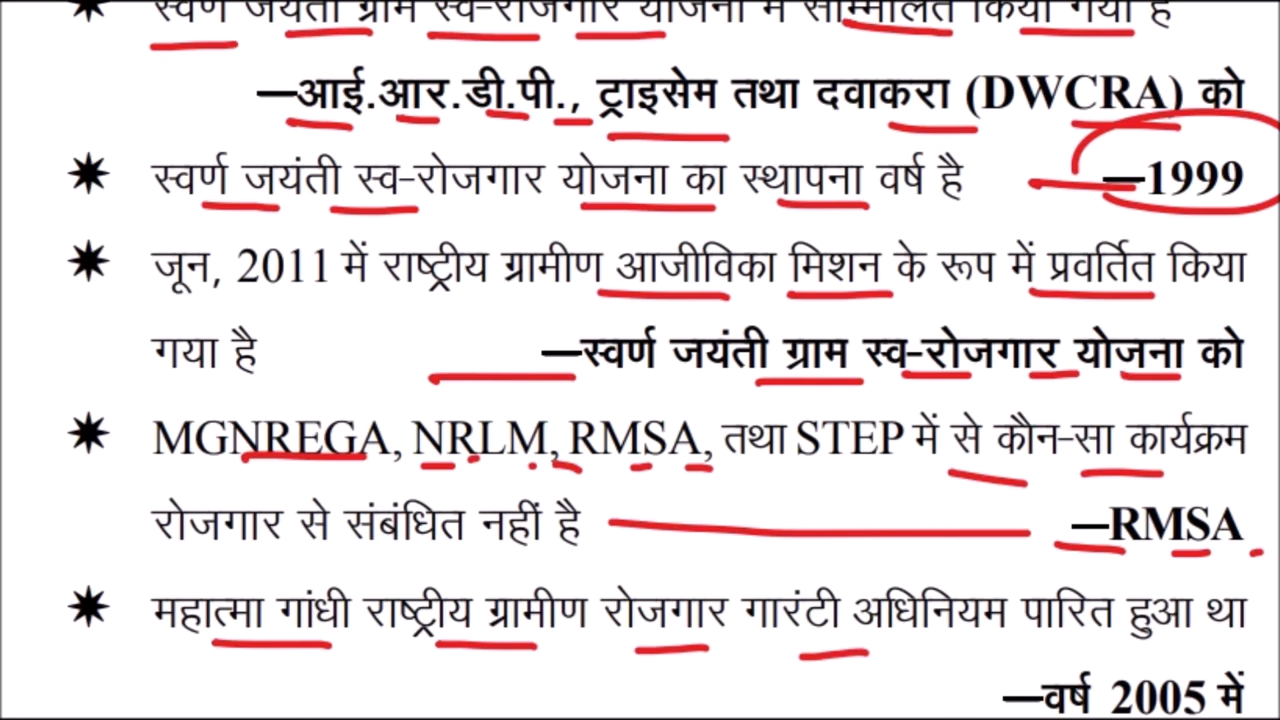 स्वर्ण जयंती ग्राम स्व-रोजगार योजना में सम्मिलित किया गया है
—आई.आर.डी.पी., ट्राइसेम तथा दवाकरा (DWCRA) को
✷ स्वर्ण जयंती स्व-रोजगार योजना का स्थापना वर्ष है —1999
✷ जून, 2011 में राष्ट्रीय ग्रामीण आजीविका मिशन के रूप में प्रवर्तित किया
गया है —स्वर्ण जयंती ग्राम स्व-रोजगार योजना को
✷ MGNREGA, NRLM, RMSA, तथा STEP में से कौन-सा कार्यक्रम
रोजगार से संबंधित नहीं है —RMSA
✷ महात्मा गांधी राष्ट्रीय ग्रामीण रोजगार गारंटी अधिनियम पारित हुआ था
—वर्ष 2005 में